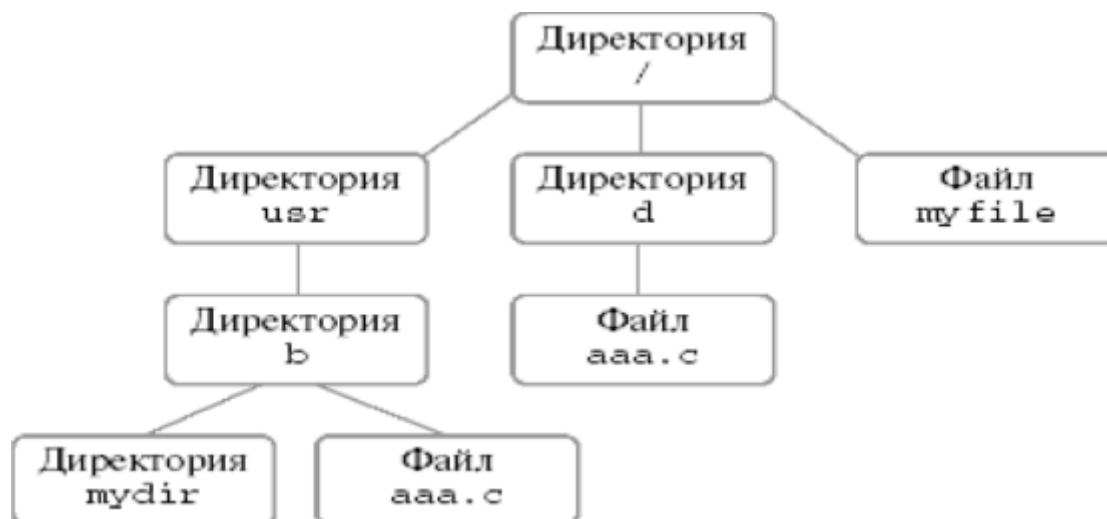 Директория
/
Директория
usr
Директория
d
Файл
myfile
Директория
b
Файл
aaa.c
Директория
mydir
Файл
aaa.c